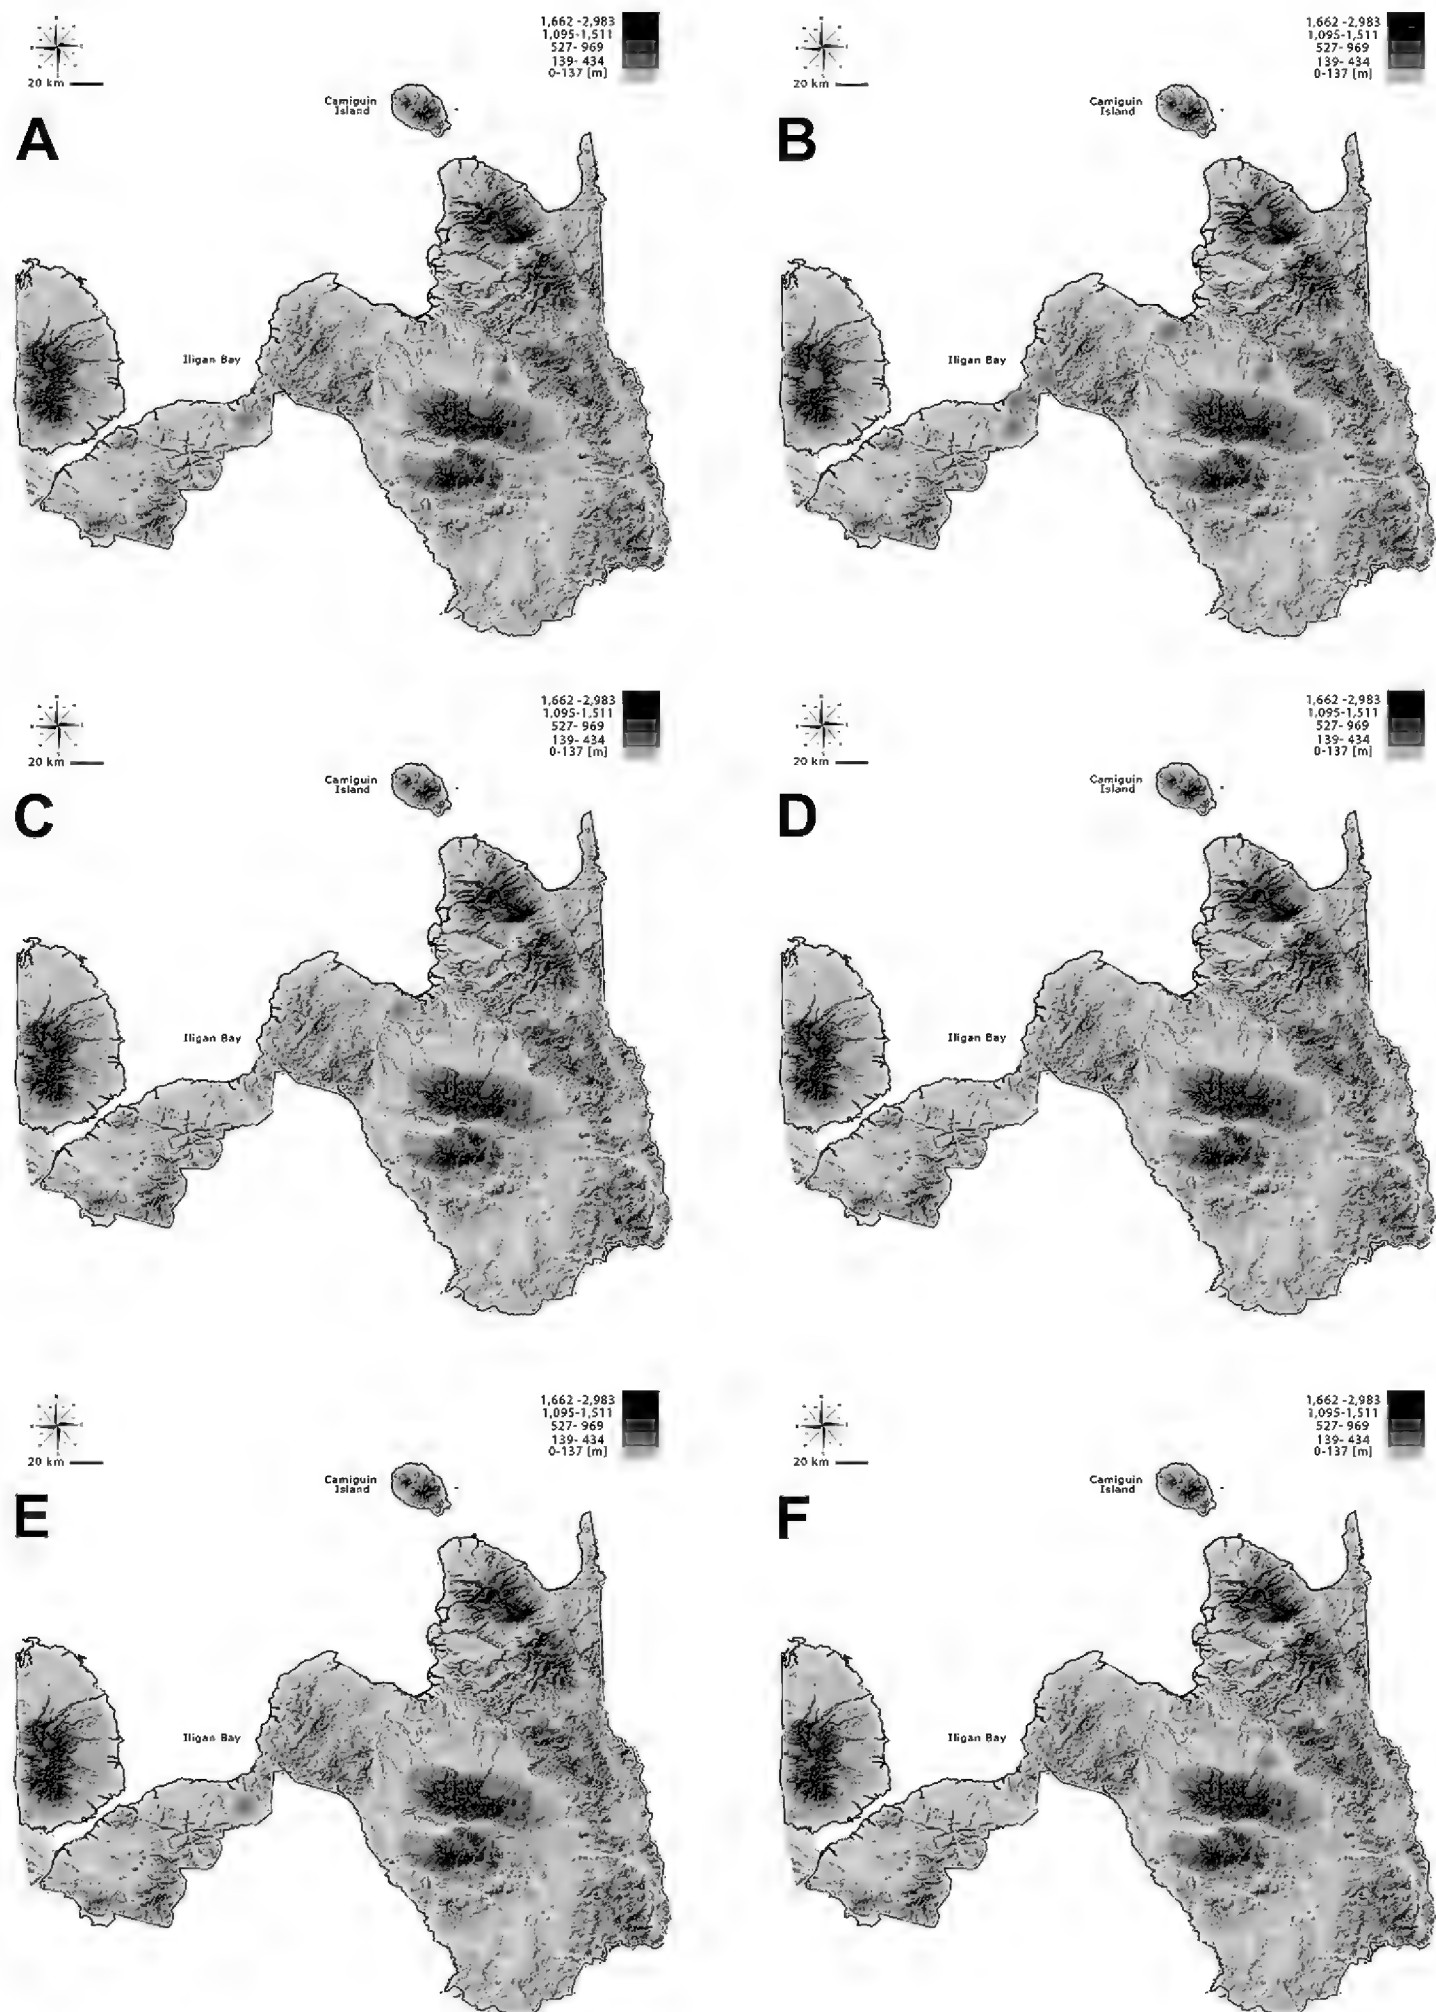 1,662 -2,983
1,095-1,511
527- 969
139- 434
0-137 [m]
20 km
Camiguin
Island
A
Iligan Bay
1,662 -2,983
1,095-1,511
527- 969
139- 434
0-137 [m]
20 km
Camiguin
Island
B
Iligan Bay
1,662 -2,983
1,095-1,511
527- 969
139- 434
0-137 [m]
20 km
Camiguin
Island
C
Iligan Bay
1,662 -2,983
1,095-1,511
527- 969
139- 434
0-137 [m]
20 km
Camiguin
Island
D
Iligan Bay
1,662 -2,983
1,095-1,511
527- 969
139- 434
0-137 [m]
20 km
Camiguin
Island
E
Iligan Bay
1,662 -2,983
1,095-1,511
527- 969
139- 434
0-137 [m]
20 km
Camiguin
Island
F
Iligan Bay